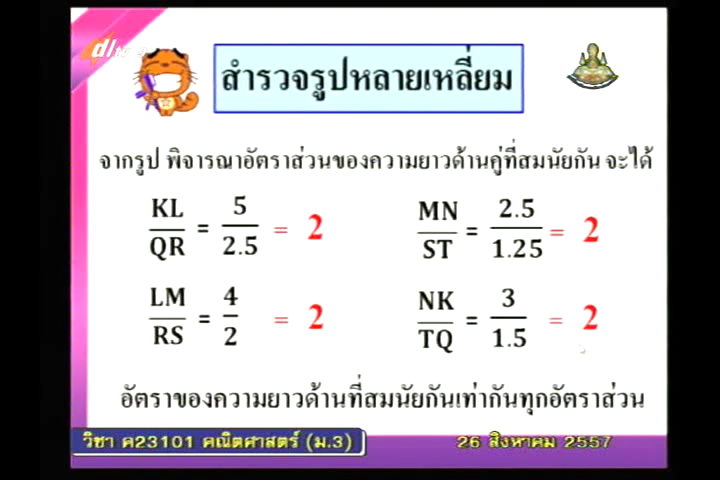 dltv
สำรวจรูปหลายเหลี่ยม
จากรูป พิจารณาอัตราส่วนของความยาวด้านคู่ที่สมนัยกัน จะได้
KL/QR = 5/2.5 = 2
MN/ST = 2.5/1.25 = 2
LM/RS = 4/2 = 2
NK/TQ = 3/1.5 = 2
อัตราของความยาวด้านที่สมนัยกันเท่ากันทุกอัตราส่วน
วิชา ค23101 คณิตศาสตร์ (ม.3)
26 สิงหาคม 2557